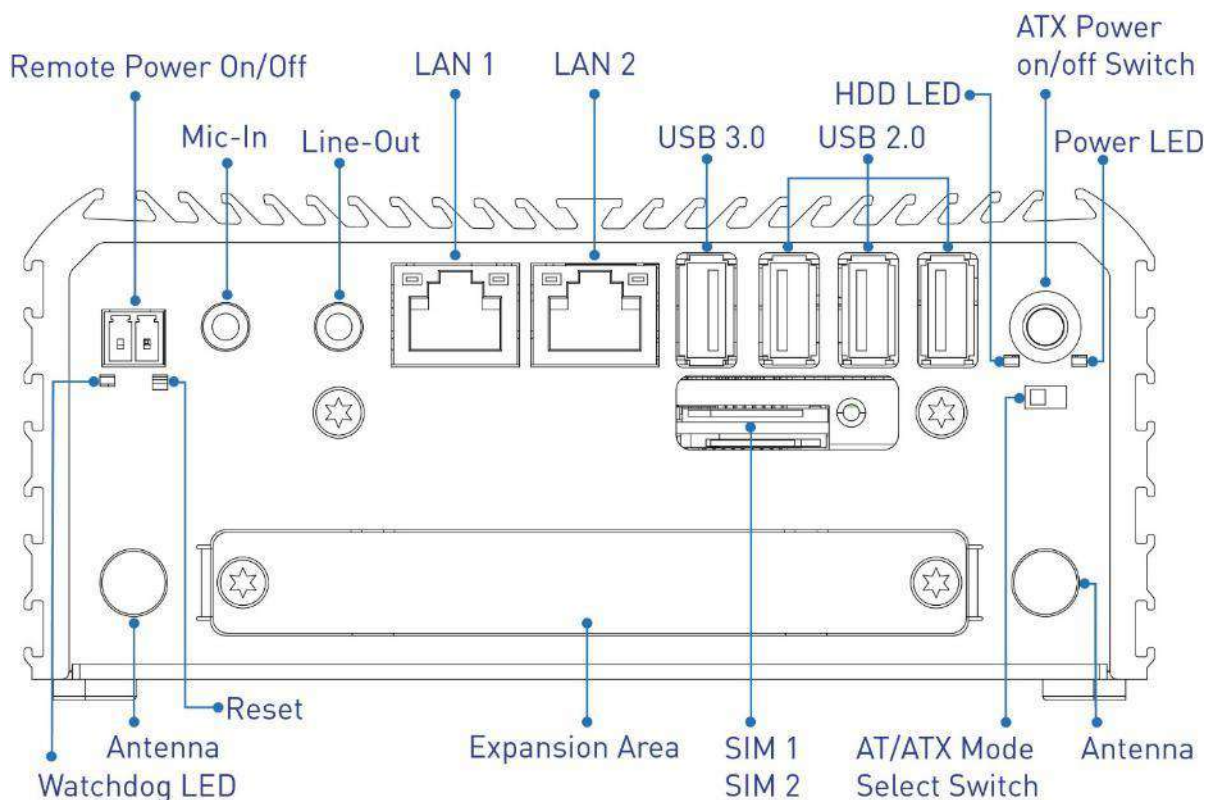 ATX Power
on/off Switch
Remote Power On/Off
LAN 1
LAN 2
HDD LED
Mic-In
Line-Out
USB 3.0
USB 2.0
Power LED
Reset
Antenna
Watchdog LED
Expansion Area
SIM 1
SIM 2
AT/ATX Mode
Select Switch
Antenna